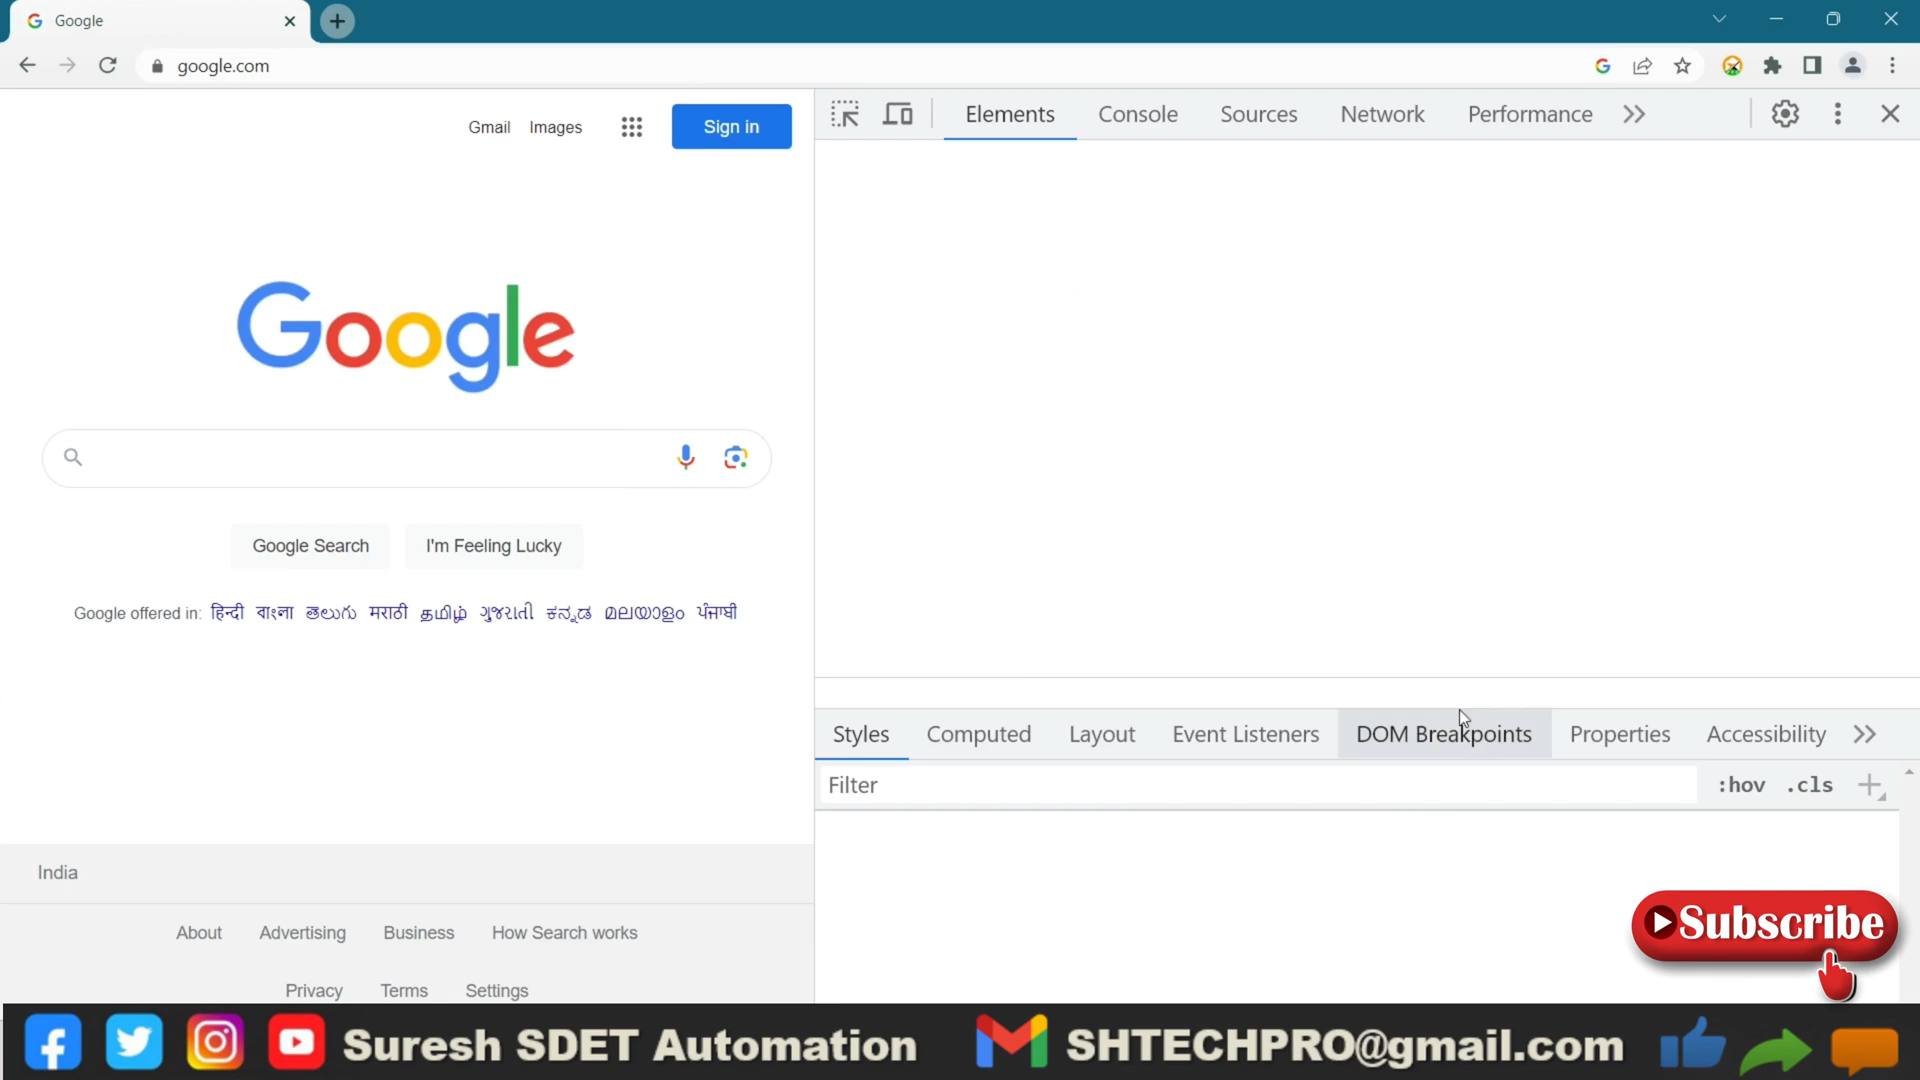 Google
google.com
Gmail Images Sign in
Elements Console Sources Network Performance
Google
Google Search I'm Feeling Lucky
Google offered in: हिन्दी বাংলা తెలుగు मराठी தமிழ் ગુજરાતી ಕನ್ನಡ മലയാളം ਪੰਜਾਬੀ
Styles Computed Layout Event Listeners DOM Breakpoints Properties Accessibility
Filter :hov .cls
India
About Advertising Business How Search works
Privacy Terms Settings
Subscribe
Suresh SDET Automation SHTECHPRO@gmail.com